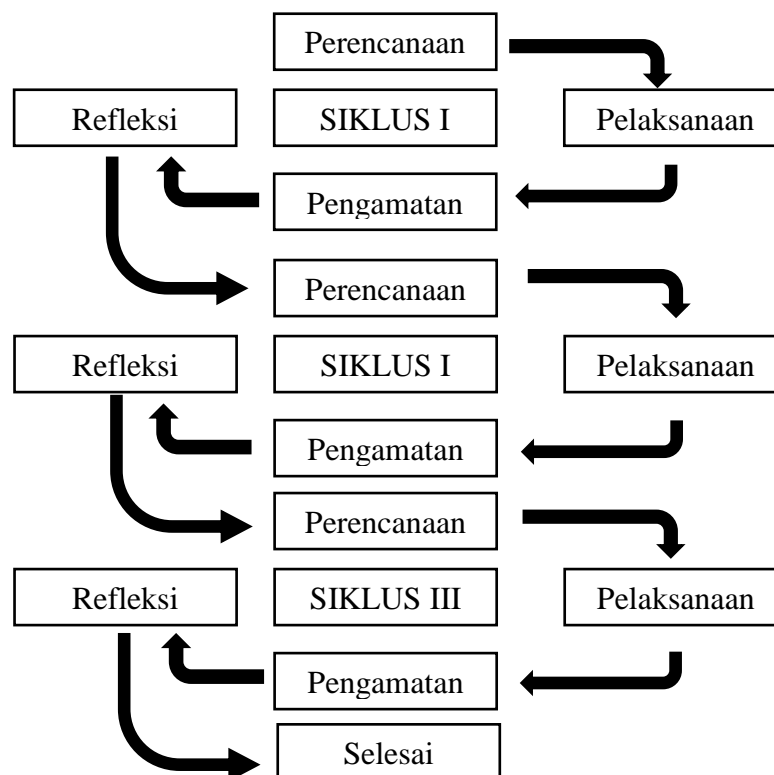 Perencanaan
Refleksi
SIKLUS I
Pelaksanaan
Pengamatan
Perencanaan
Refleksi
SIKLUS I
Pelaksanaan
Pengamatan
Perencanaan
Refleksi
SIKLUS III
Pelaksanaan
Pengamatan
Selesai